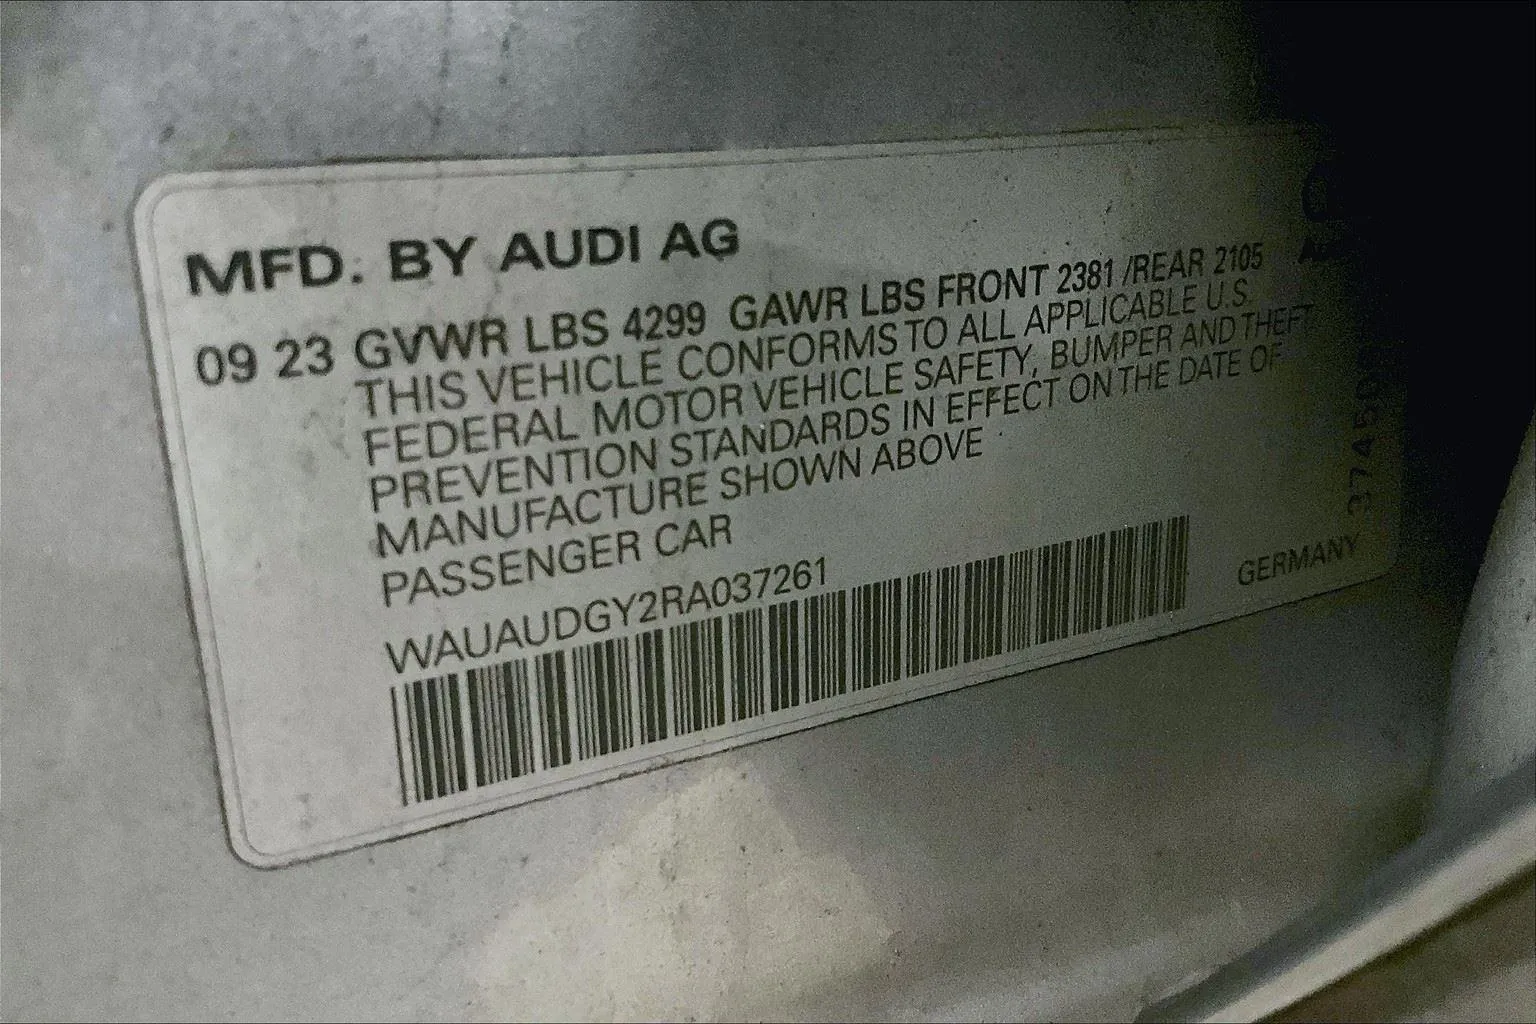 MFD. BY AUDI AG
09 23 GVWR LBS 4299 GAWR LBS FRONT 2381 /REAR 2105
THIS VEHICLE CONFORMS TO ALL APPLICABLE U.S.
FEDERAL MOTOR VEHICLE SAFETY, BUMPER AND THEFT
PREVENTION STANDARDS IN EFFECT ON THE DATE OF
MANUFACTURE SHOWN ABOVE
PASSENGER CAR
WAUAUDGY2RA037261
GERMANY